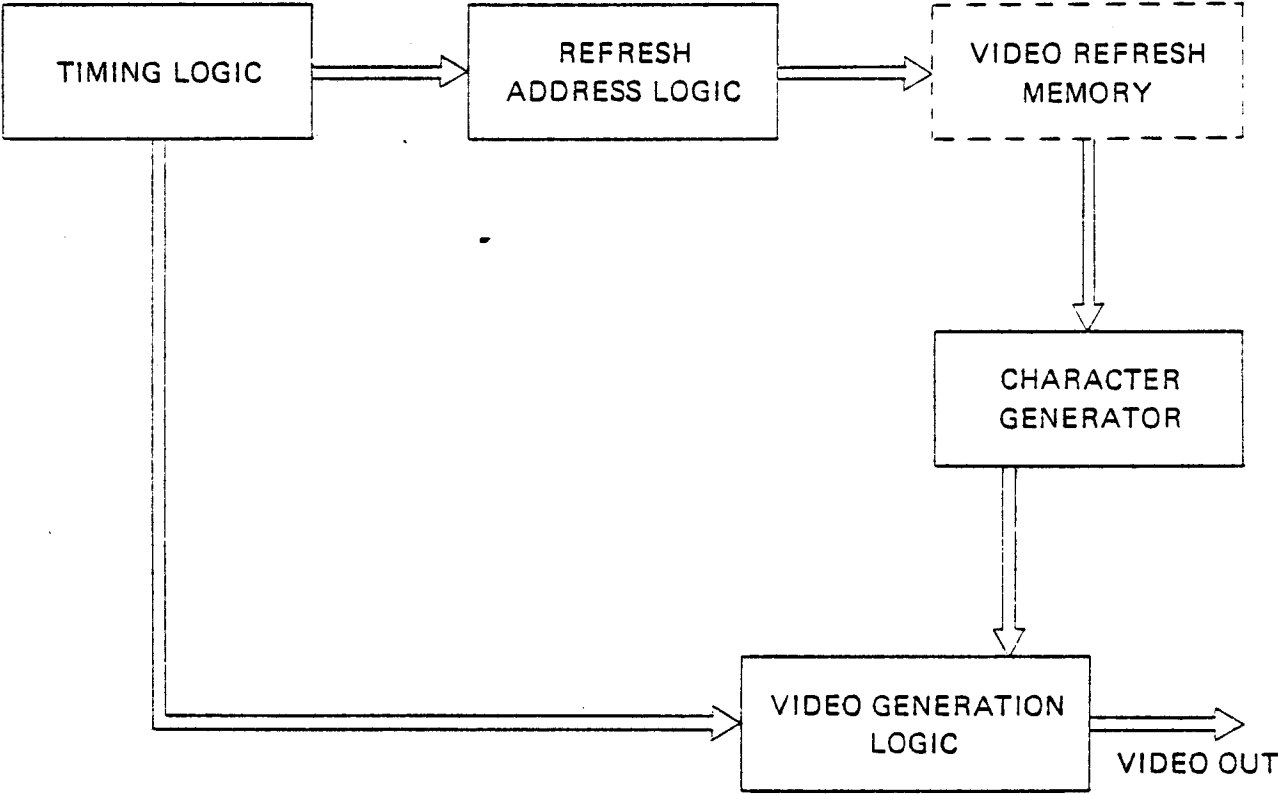 TIMING LOGIC
REFRESH
ADDRESS LOGIC
VIDEO REFRESH
MEMORY
CHARACTER
GENERATOR
VIDEO GENERATION
LOGIC
VIDEO OUT